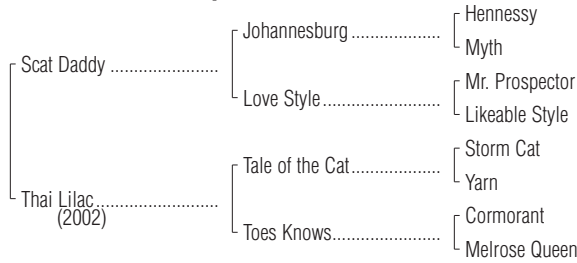 Hennessy
Johannesburg ...................
Myth
Scat Daddy .......................
Mr. Prospector
Love Style.........................
Likeable Style
Storm Cat
Tale of the Cat...................
Yarn
Thai Lilac .........................
(2002)
Cormorant
Toes Knows.......................
Melrose Queen